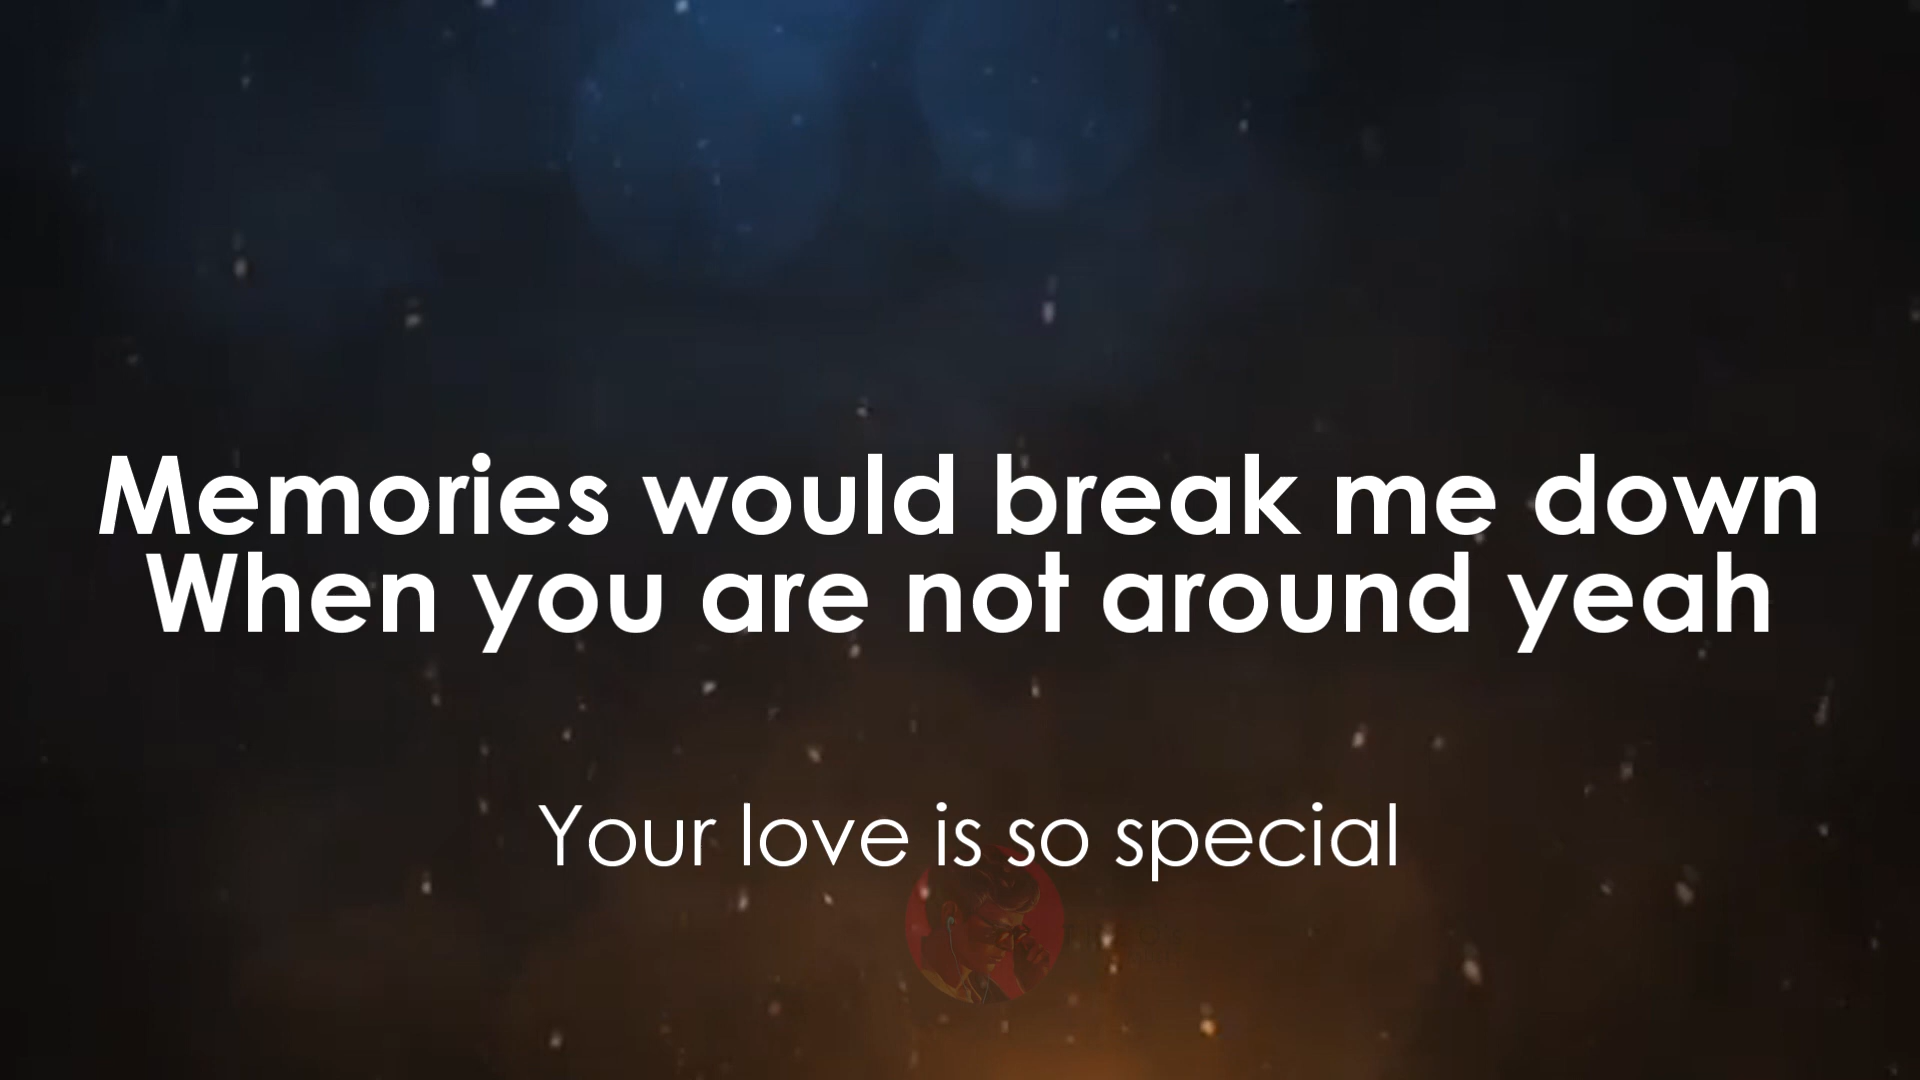 Memories would break me down
When you are not around yeah
Your love is so special